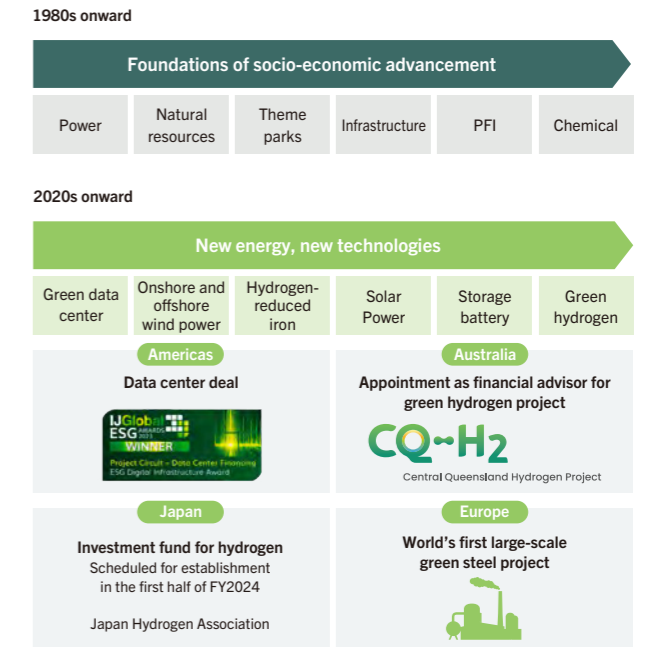 1980s onward
Foundations of socio-economic advancement
Power
Natural
resources
Theme
parks
Infrastructure
PFI
Chemical
2020s onward
New energy, new technologies
Green data
center
Onshore and
offshore
wind power
Hydrogen-
reduced
iron
Solar
Power
Storage
battery
Green
hydrogen
Americas
Data center deal
IJGlobal
ESG AWARDS
2023
WINNER
Project Circuit – Data Center Financing
ESG Digital Infrastructure Award
Australia
Appointment as financial advisor for
green hydrogen project
CQ-H2
Central Queensland Hydrogen Project
Japan
Investment fund for hydrogen
Scheduled for establishment
in the first half of FY2024
Japan Hydrogen Association
Europe
World's first large-scale
green steel project